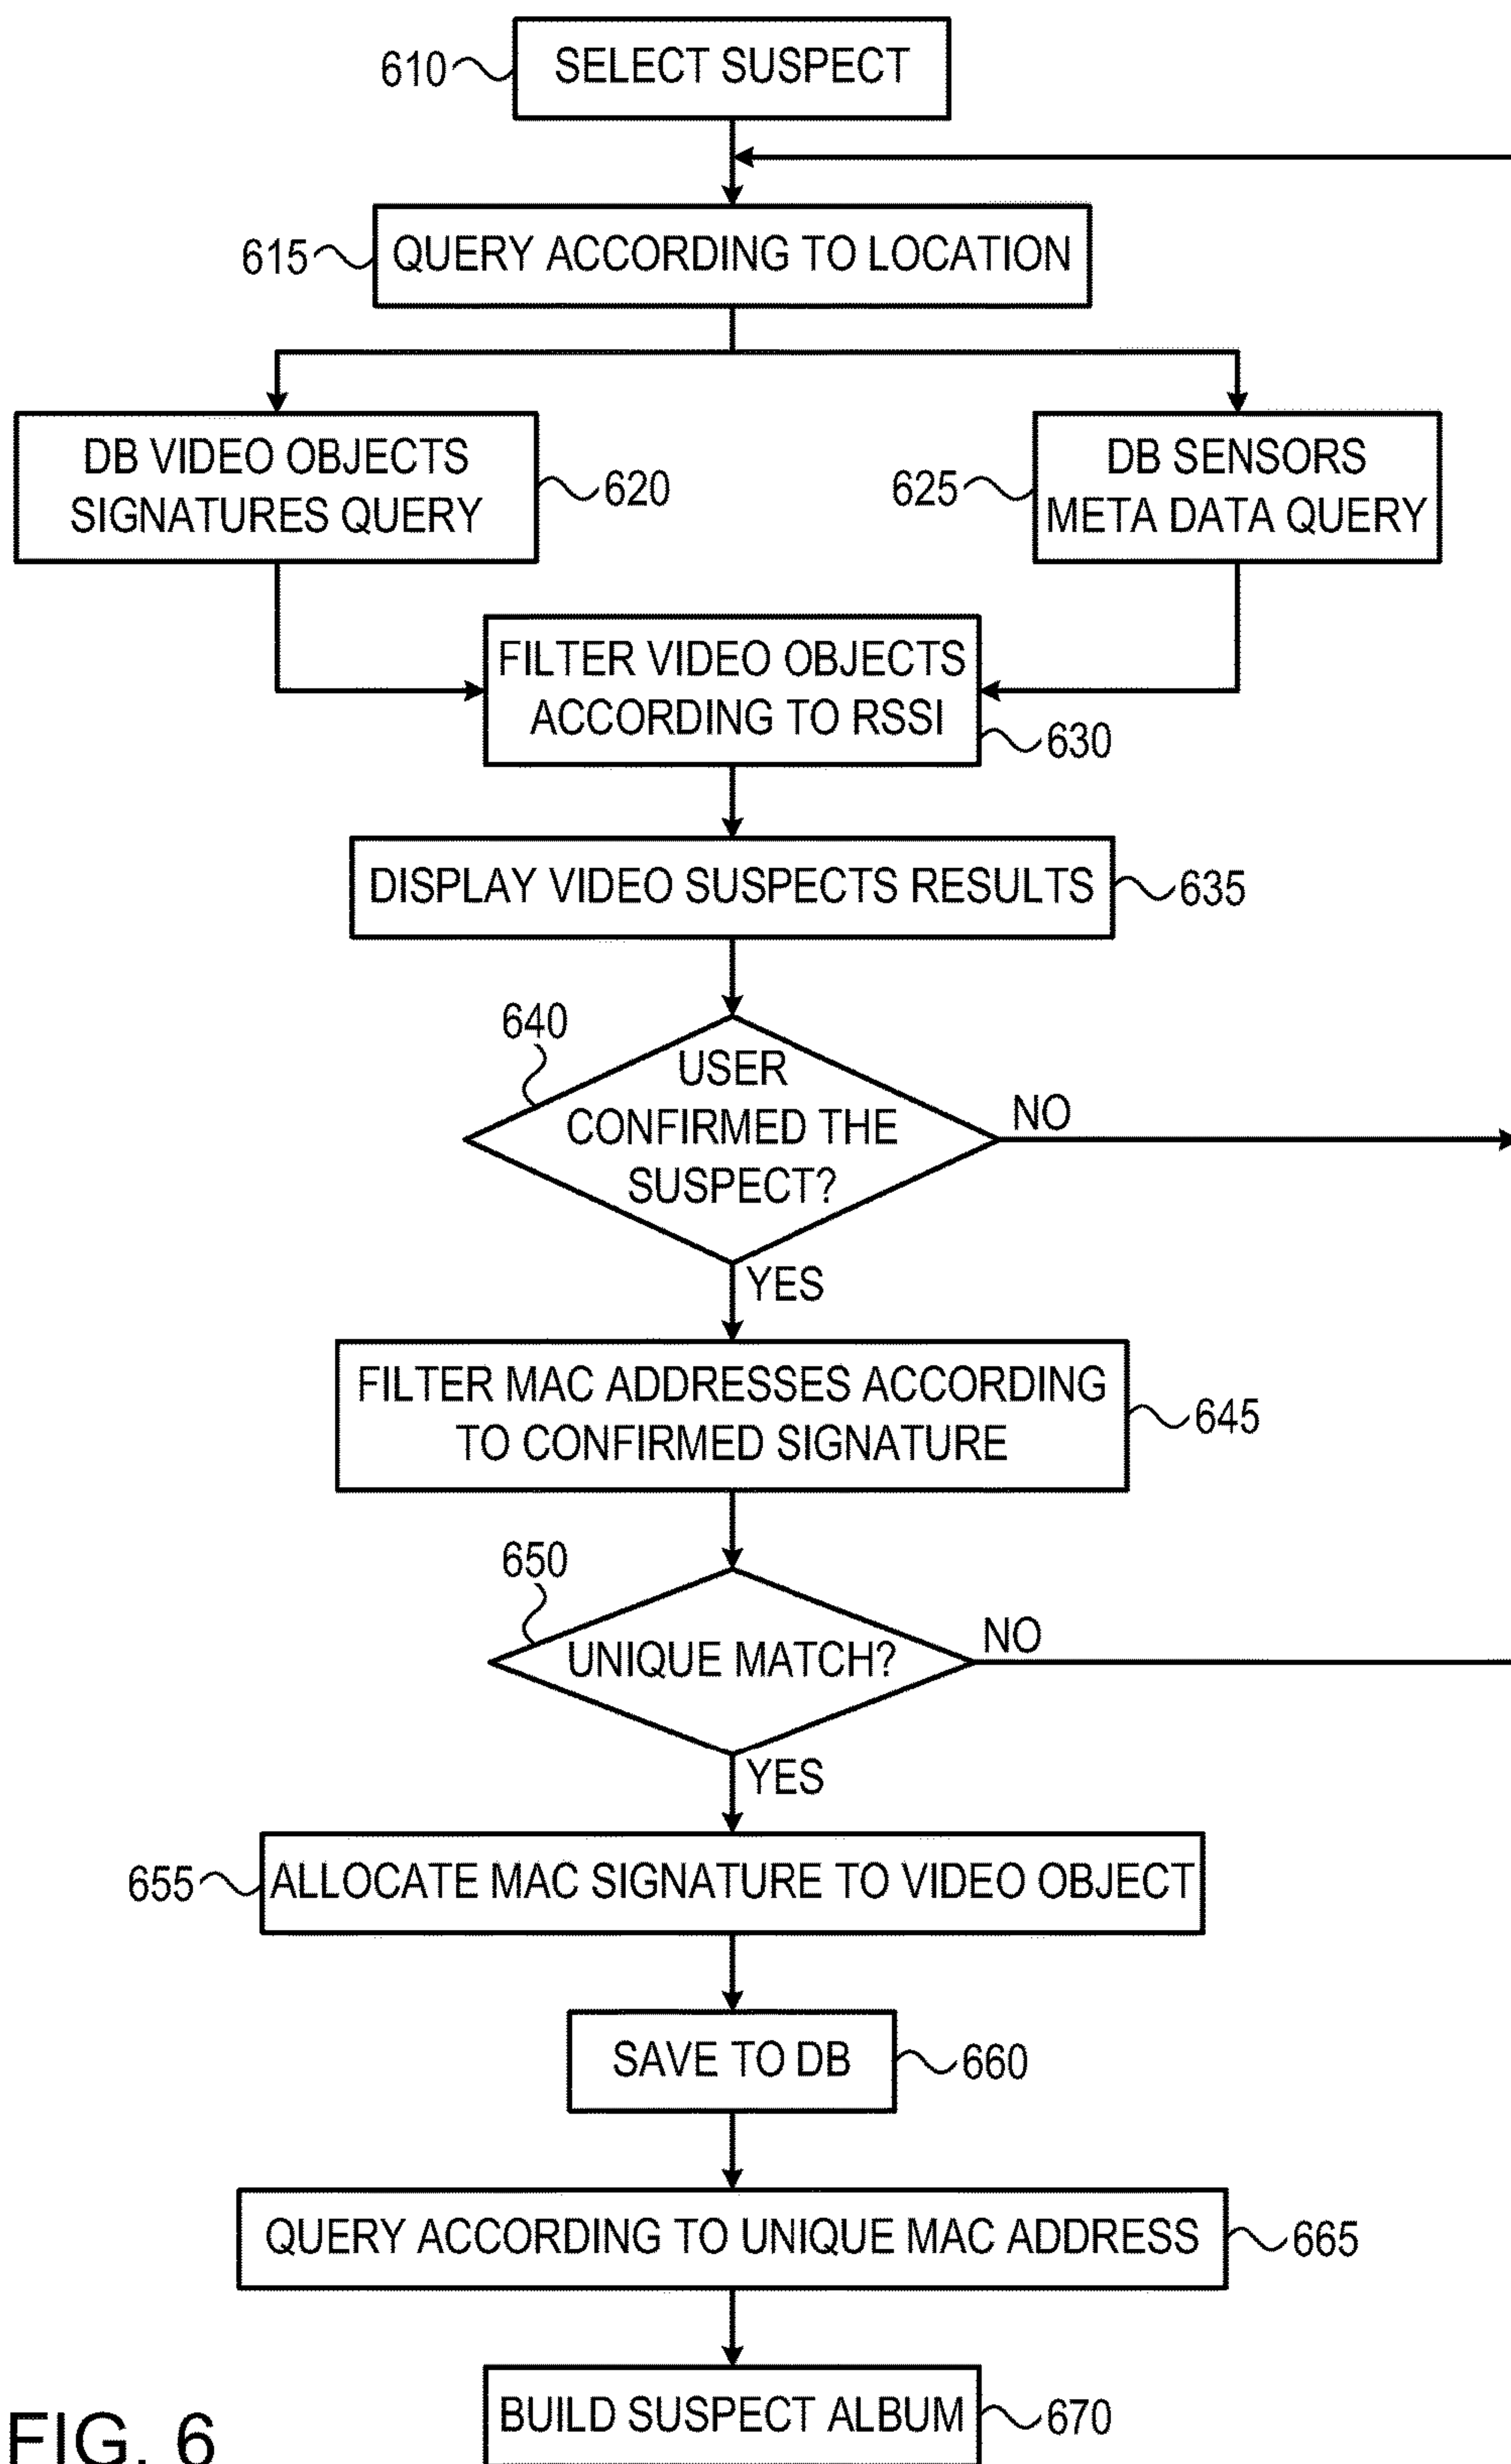 610
SELECT SUSPECT
615
QUERY ACCORDING TO LOCATION
DB VIDEO OBJECTS
SIGNATURES QUERY
620
625
DB SENSORS
META DATA QUERY
FILTER VIDEO OBJECTS
ACCORDING TO RSSI
630
DISPLAY VIDEO SUSPECTS RESULTS
635
640
USER
CONFIRMED THE
SUSPECT?
NO
YES
FILTER MAC ADDRESSES ACCORDING
TO CONFIRMED SIGNATURE
645
650
UNIQUE MATCH?
NO
YES
655
ALLOCATE MAC SIGNATURE TO VIDEO OBJECT
SAVE TO DB
660
QUERY ACCORDING TO UNIQUE MAC ADDRESS
665
BUILD SUSPECT ALBUM
670
FIG. 6